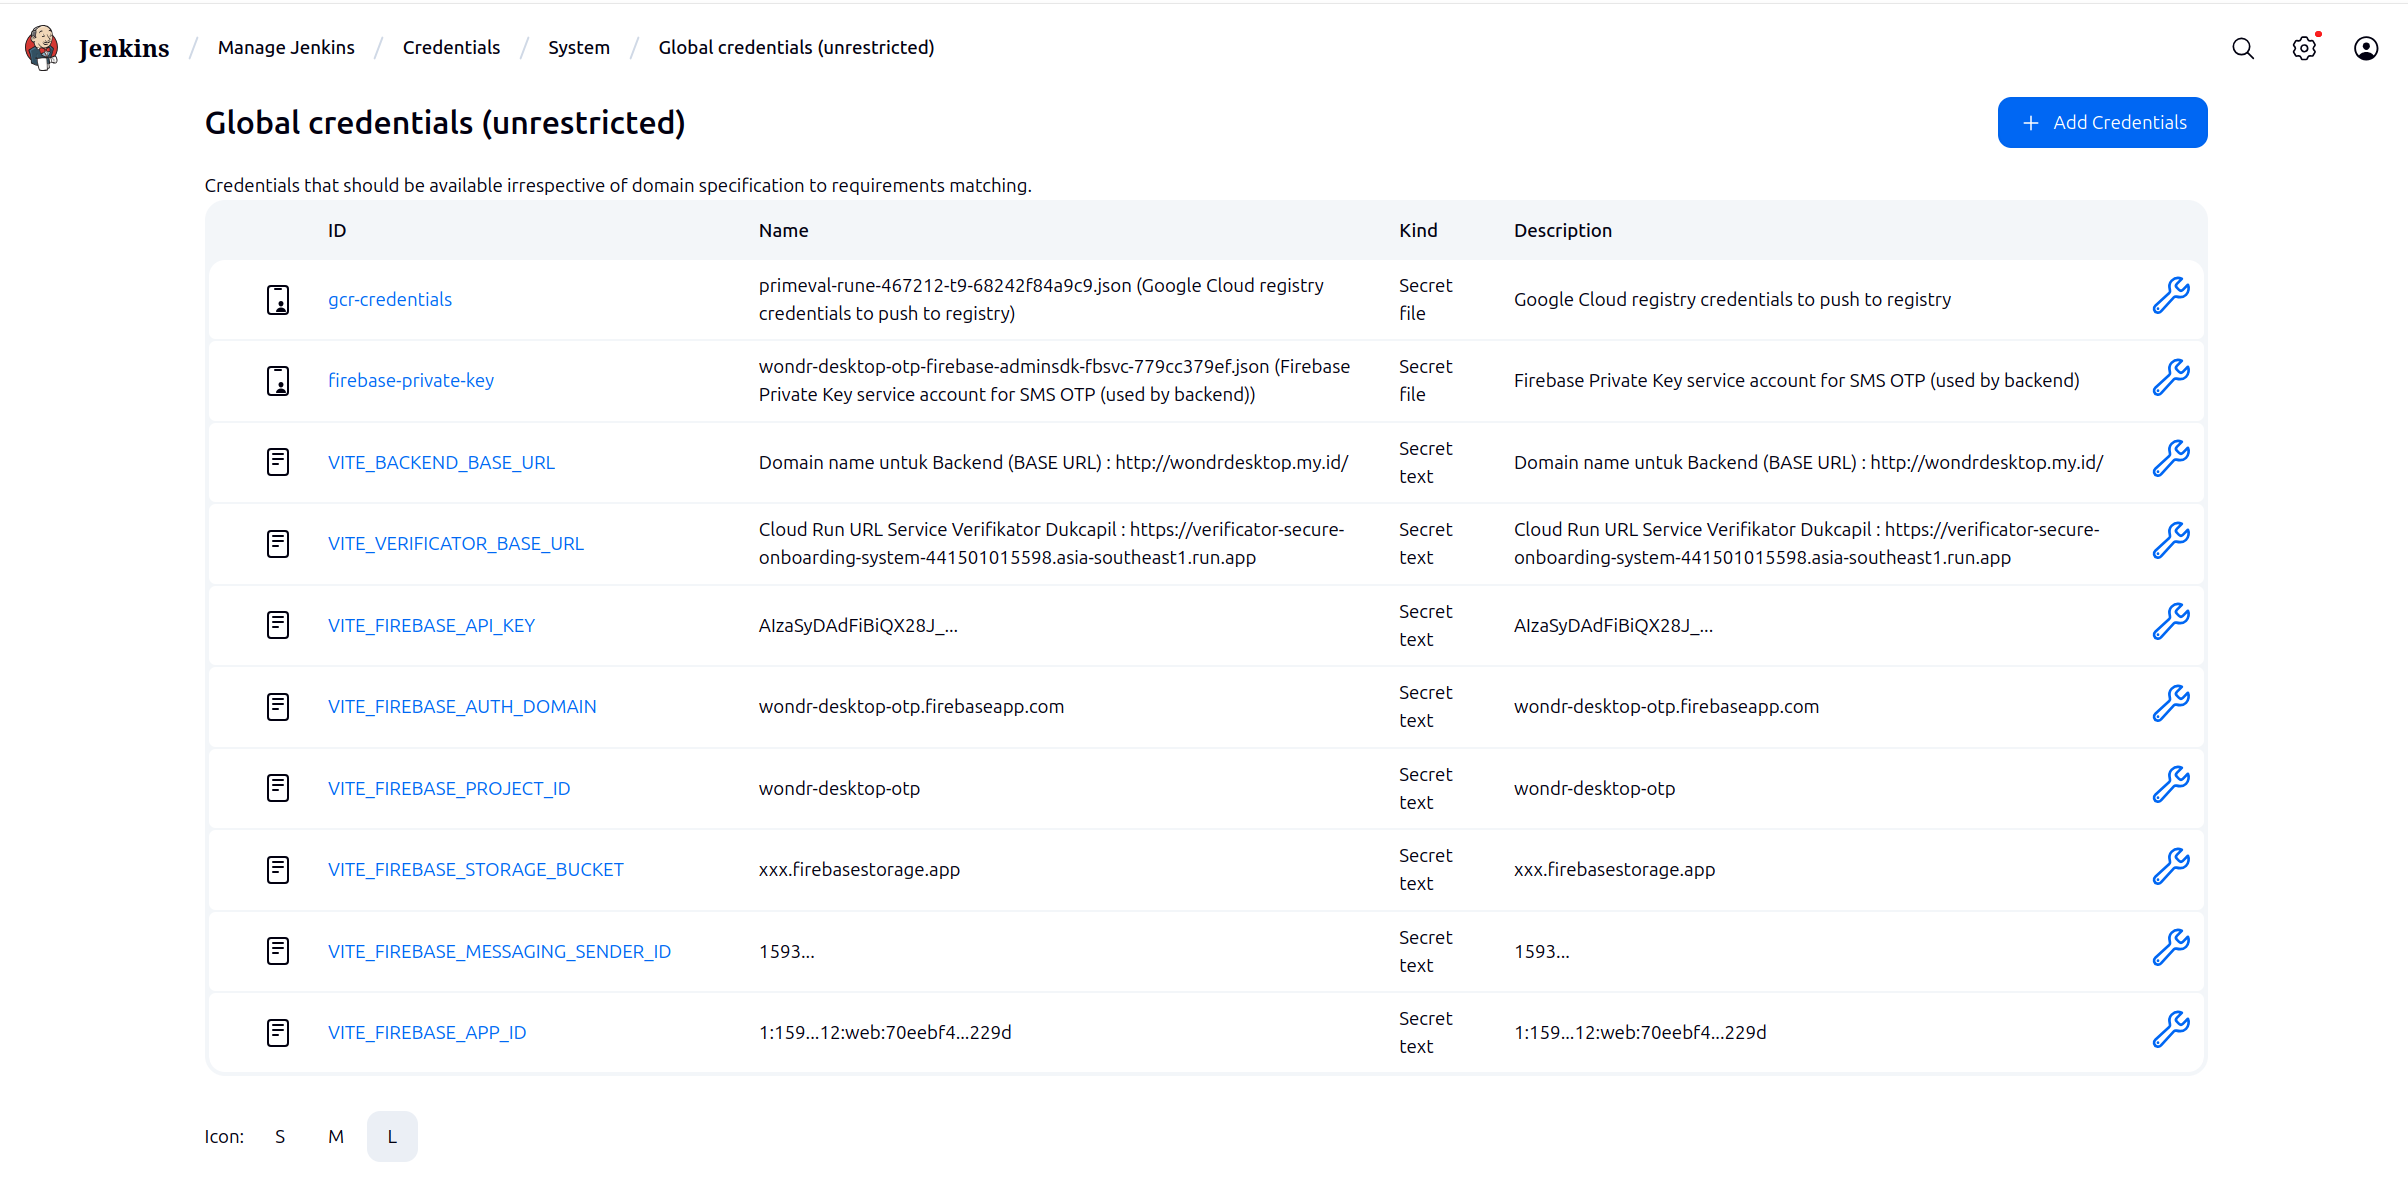 Jenkins / Manage Jenkins / Credentials / System / Global credentials (unrestricted)
Global credentials (unrestricted)
+ Add Credentials
Credentials that should be available irrespective of domain specification to requirements matching.
ID Name Kind Description
gcr-credentials primeval-rune-467212-t9-68242f84a9c9.json (Google Cloud registry credentials to push to registry) Secret file Google Cloud registry credentials to push to registry
firebase-private-key wondr-desktop-otp-firebase-adminsdk-fbsvc-779cc379ef.json (Firebase Private Key service account for SMS OTP (used by backend)) Secret file Firebase Private Key service account for SMS OTP (used by backend)
VITE_BACKEND_BASE_URL Domain name untuk Backend (BASE URL) : http://wondrdesktop.my.id/ Secret text Domain name untuk Backend (BASE URL) : http://wondrdesktop.my.id/
VITE_VERIFICATOR_BASE_URL Cloud Run URL Service Verifikator Dukcapil : https://verificator-secure-onboarding-system-441501015598.asia-southeast1.run.app Secret text Cloud Run URL Service Verifikator Dukcapil : https://verificator-secure-onboarding-system-441501015598.asia-southeast1.run.app
VITE_FIREBASE_API_KEY AIzaSyDAdFiBiQX28J_... Secret text AIzaSyDAdFiBiQX28J_...
VITE_FIREBASE_AUTH_DOMAIN wondr-desktop-otp.firebaseapp.com Secret text wondr-desktop-otp.firebaseapp.com
VITE_FIREBASE_PROJECT_ID wondr-desktop-otp Secret text wondr-desktop-otp
VITE_FIREBASE_STORAGE_BUCKET xxx.firebasestorage.app Secret text xxx.firebasestorage.app
VITE_FIREBASE_MESSAGING_SENDER_ID 1593... Secret text 1593...
VITE_FIREBASE_APP_ID 1:159...12:web:70eebf4...229d Secret text 1:159...12:web:70eebf4...229d
Icon: S M L